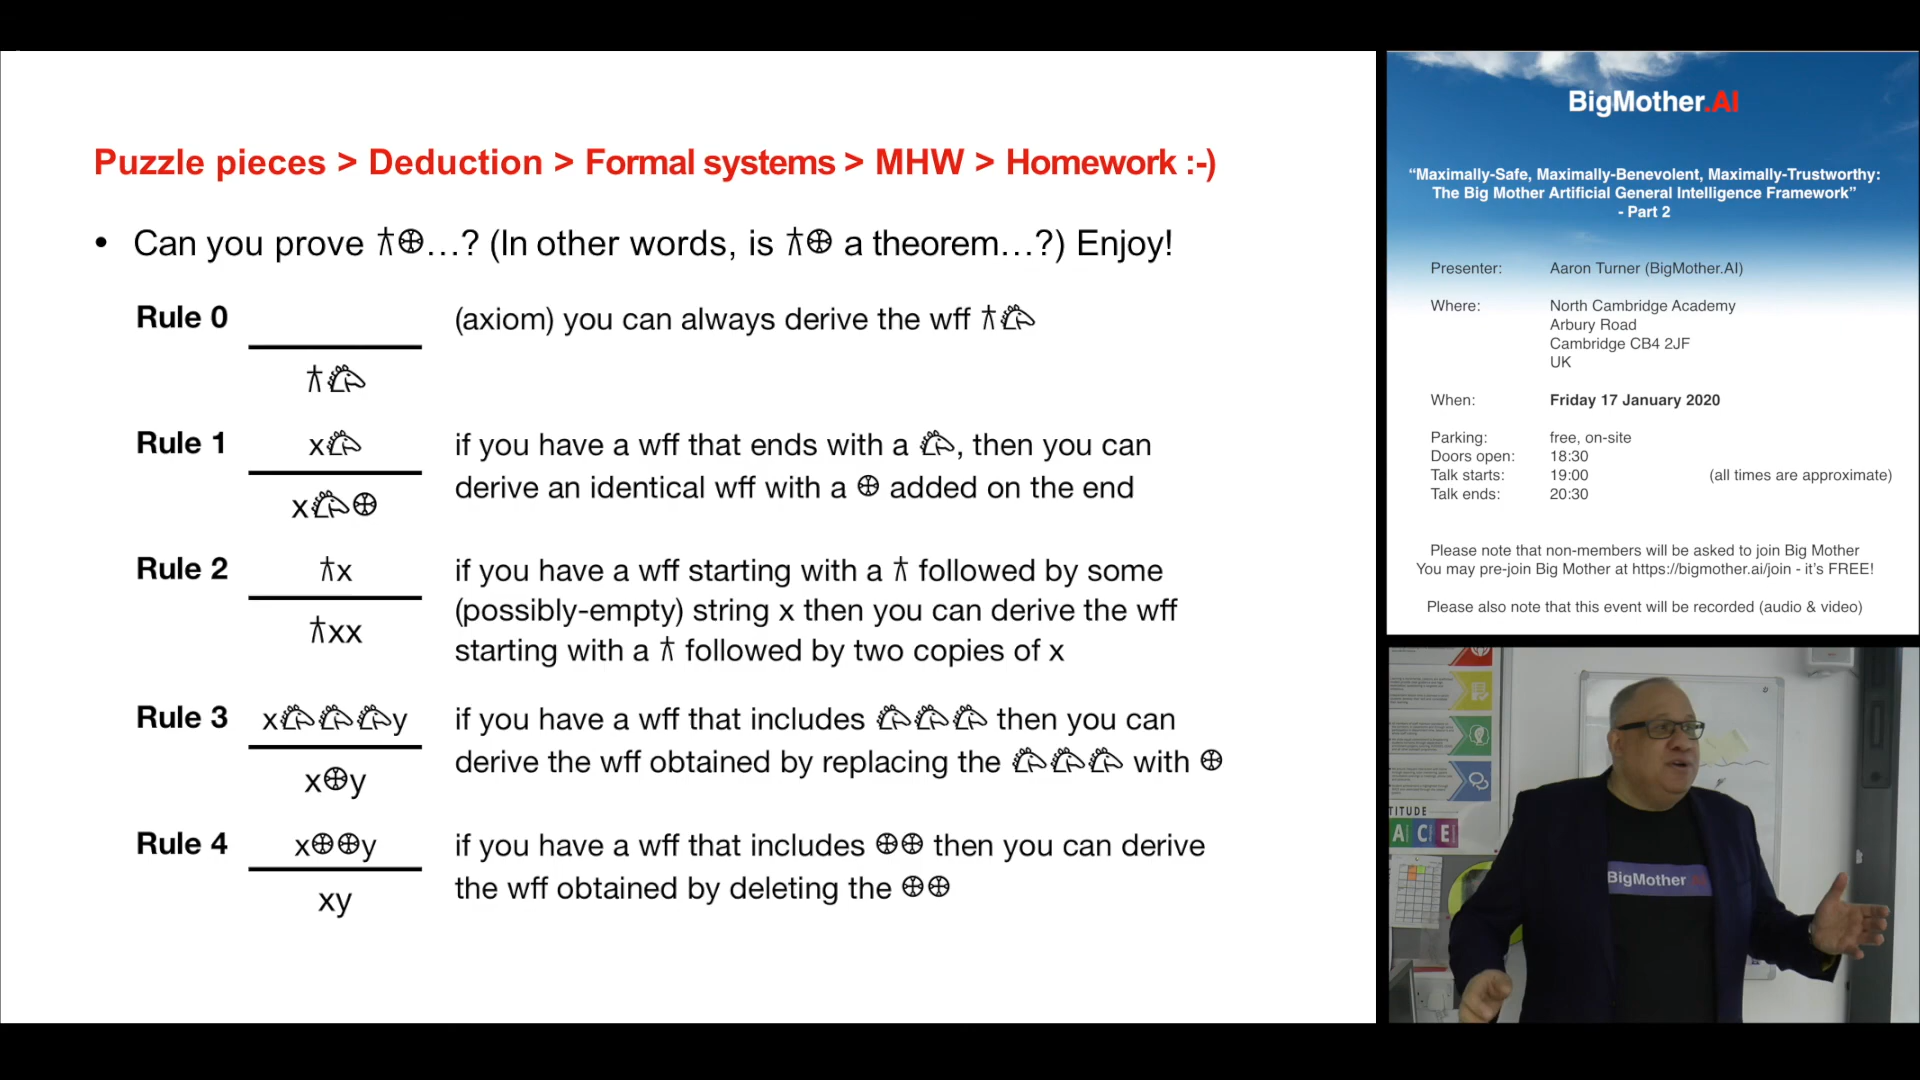 Puzzle pieces > Deduction > Formal systems > MHW > Homework :-)
• Can you prove 𐀀⊕…? (In other words, is 𐀀⊕ a theorem…?) Enjoy!
Rule 0
(axiom) you can always derive the wff
Rule 1
x
if you have a wff that ends with a , then you can
derive an identical wff with a ⊕ added on the end
x⊕
Rule 2
x
if you have a wff starting with a followed by some
(possibly-empty) string x then you can derive the wff
starting with a followed by two copies of x
xx
Rule 3
xy
if you have a wff that includes then you can
derive the wff obtained by replacing the with ⊕
x⊕y
Rule 4
x⊕⊕y
if you have a wff that includes ⊕⊕ then you can derive
the wff obtained by deleting the ⊕⊕
xy
BigMother.AI
“Maximally-Safe, Maximally-Benevolent, Maximally-Trustworthy:
The Big Mother Artificial General Intelligence Framework”
- Part 2
Presenter: Aaron Turner (BigMother.AI)
Where: North Cambridge Academy
Arbury Road
Cambridge CB4 2JF
UK
When: Friday 17 January 2020
Parking: free, on-site
Doors open: 18:30
Talk starts: 19:00 (all times are approximate)
Talk ends: 20:30
Please note that non-members will be asked to join Big Mother
You may pre-join Big Mother at https://bigmother.ai/join - it’s FREE!
Please also note that this event will be recorded (audio & video)
TITUDE
ACE
BigMother